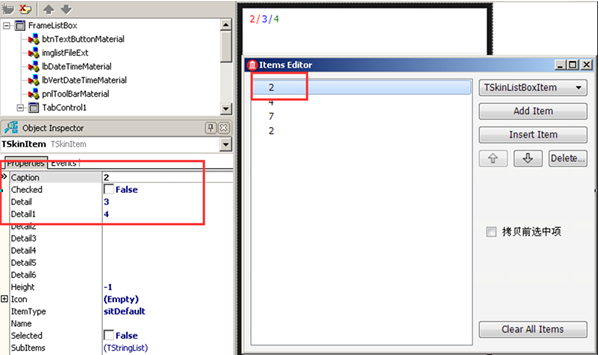 FrameListBox
btnTextButtonMaterial
imglistFileExt
lbDateTimeMaterial
lbVertDateTimeMaterial
pnlToolBarMaterial
TabControl1
Object Inspector
TSkinItem TSkinItem
Properties Events
Caption 2
Checked False
Detail 3
Detail1 4
Detail2
Detail3
Detail4
Detail5
Detail6
Height -1
Icon (Empty)
ItemType sitDefault
Name
Selected False
SubItems (TStringList)
2/3/4
Items Editor
2
4
7
2
TSkinListBoxItem
Add Item
Insert Item
Delete...
拷贝前选中项
Clear All Items